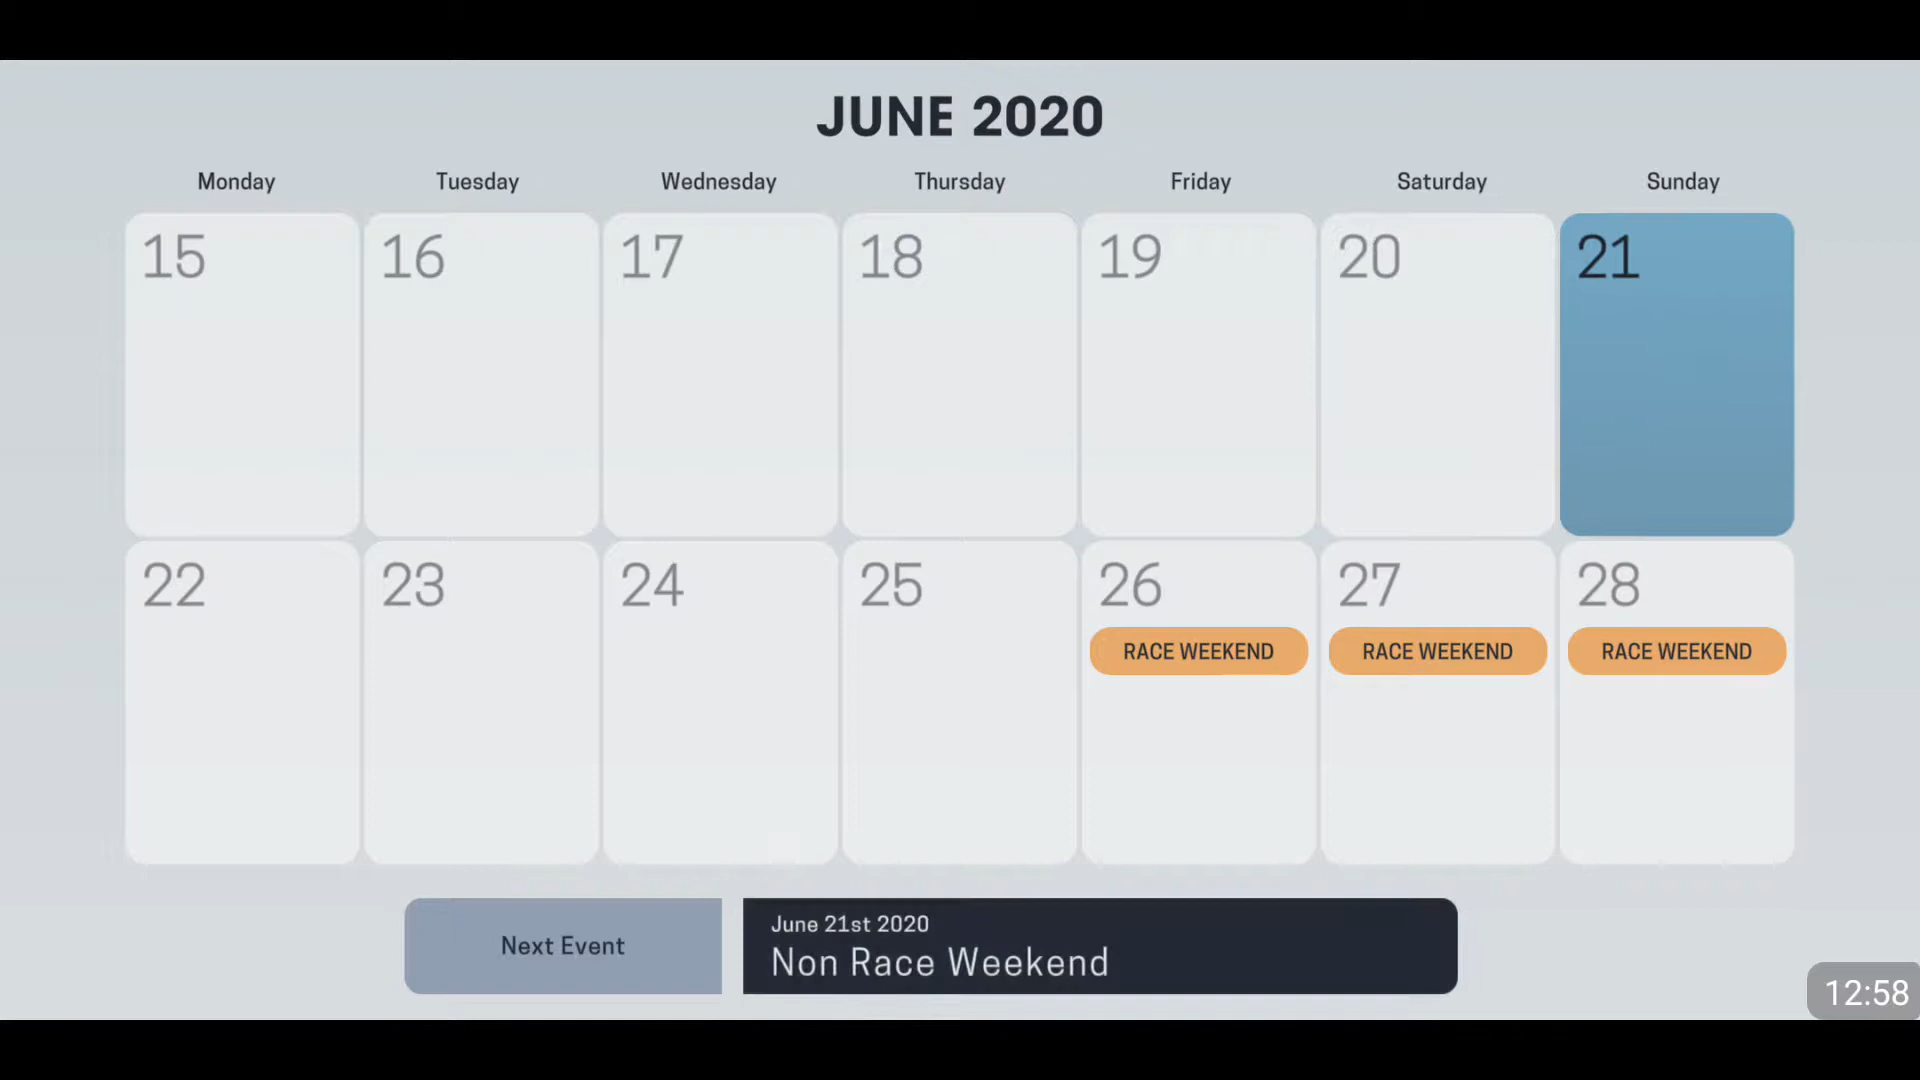 JUNE 2020
Monday Tuesday Wednesday Thursday Friday Saturday Sunday
15 16 17 18 19 20 21
22 23 24 25 26 27 28
RACE WEEKEND RACE WEEKEND RACE WEEKEND
Next Event
June 21st 2020
Non Race Weekend
12:58